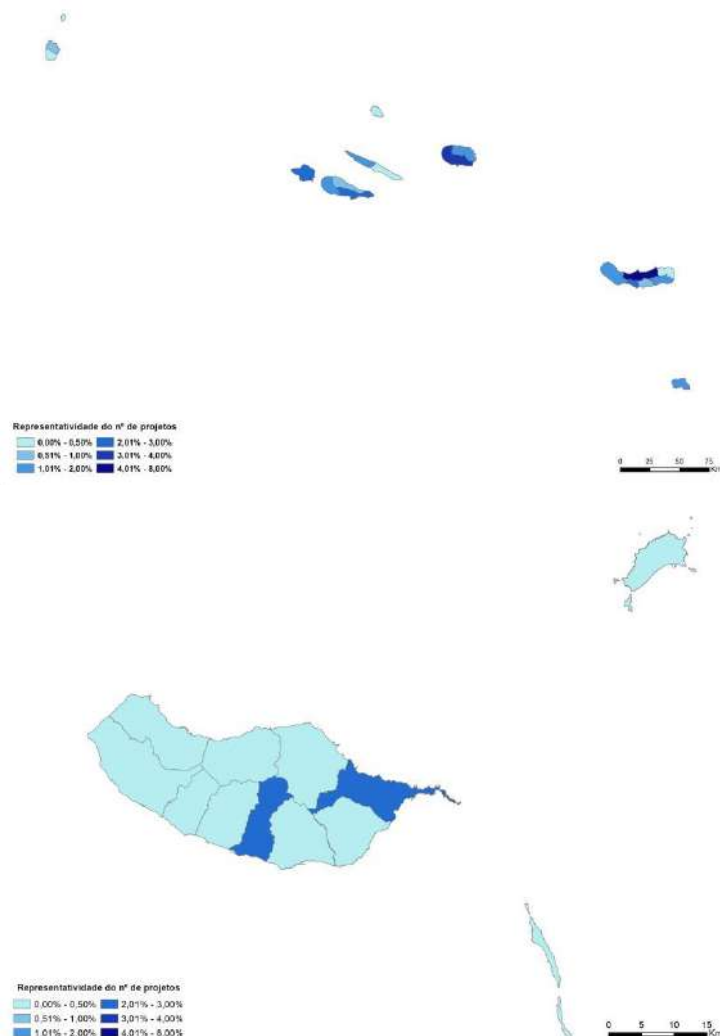 Representatividade do nº de projetos
0,00% - 0,50% 2,01% - 3,00%
0,51% - 1,00% 3,01% - 4,00%
1,01% - 2,00% 4,01% - 8,00%
0 25 50 75
Km
Representatividade do nº de projetos
0,00% - 0,50% 2,01% - 3,00%
0,51% - 1,00% 3,01% - 4,00%
1,01% - 2,00% 4,01% - 8,00%
0 5 10 15
Km